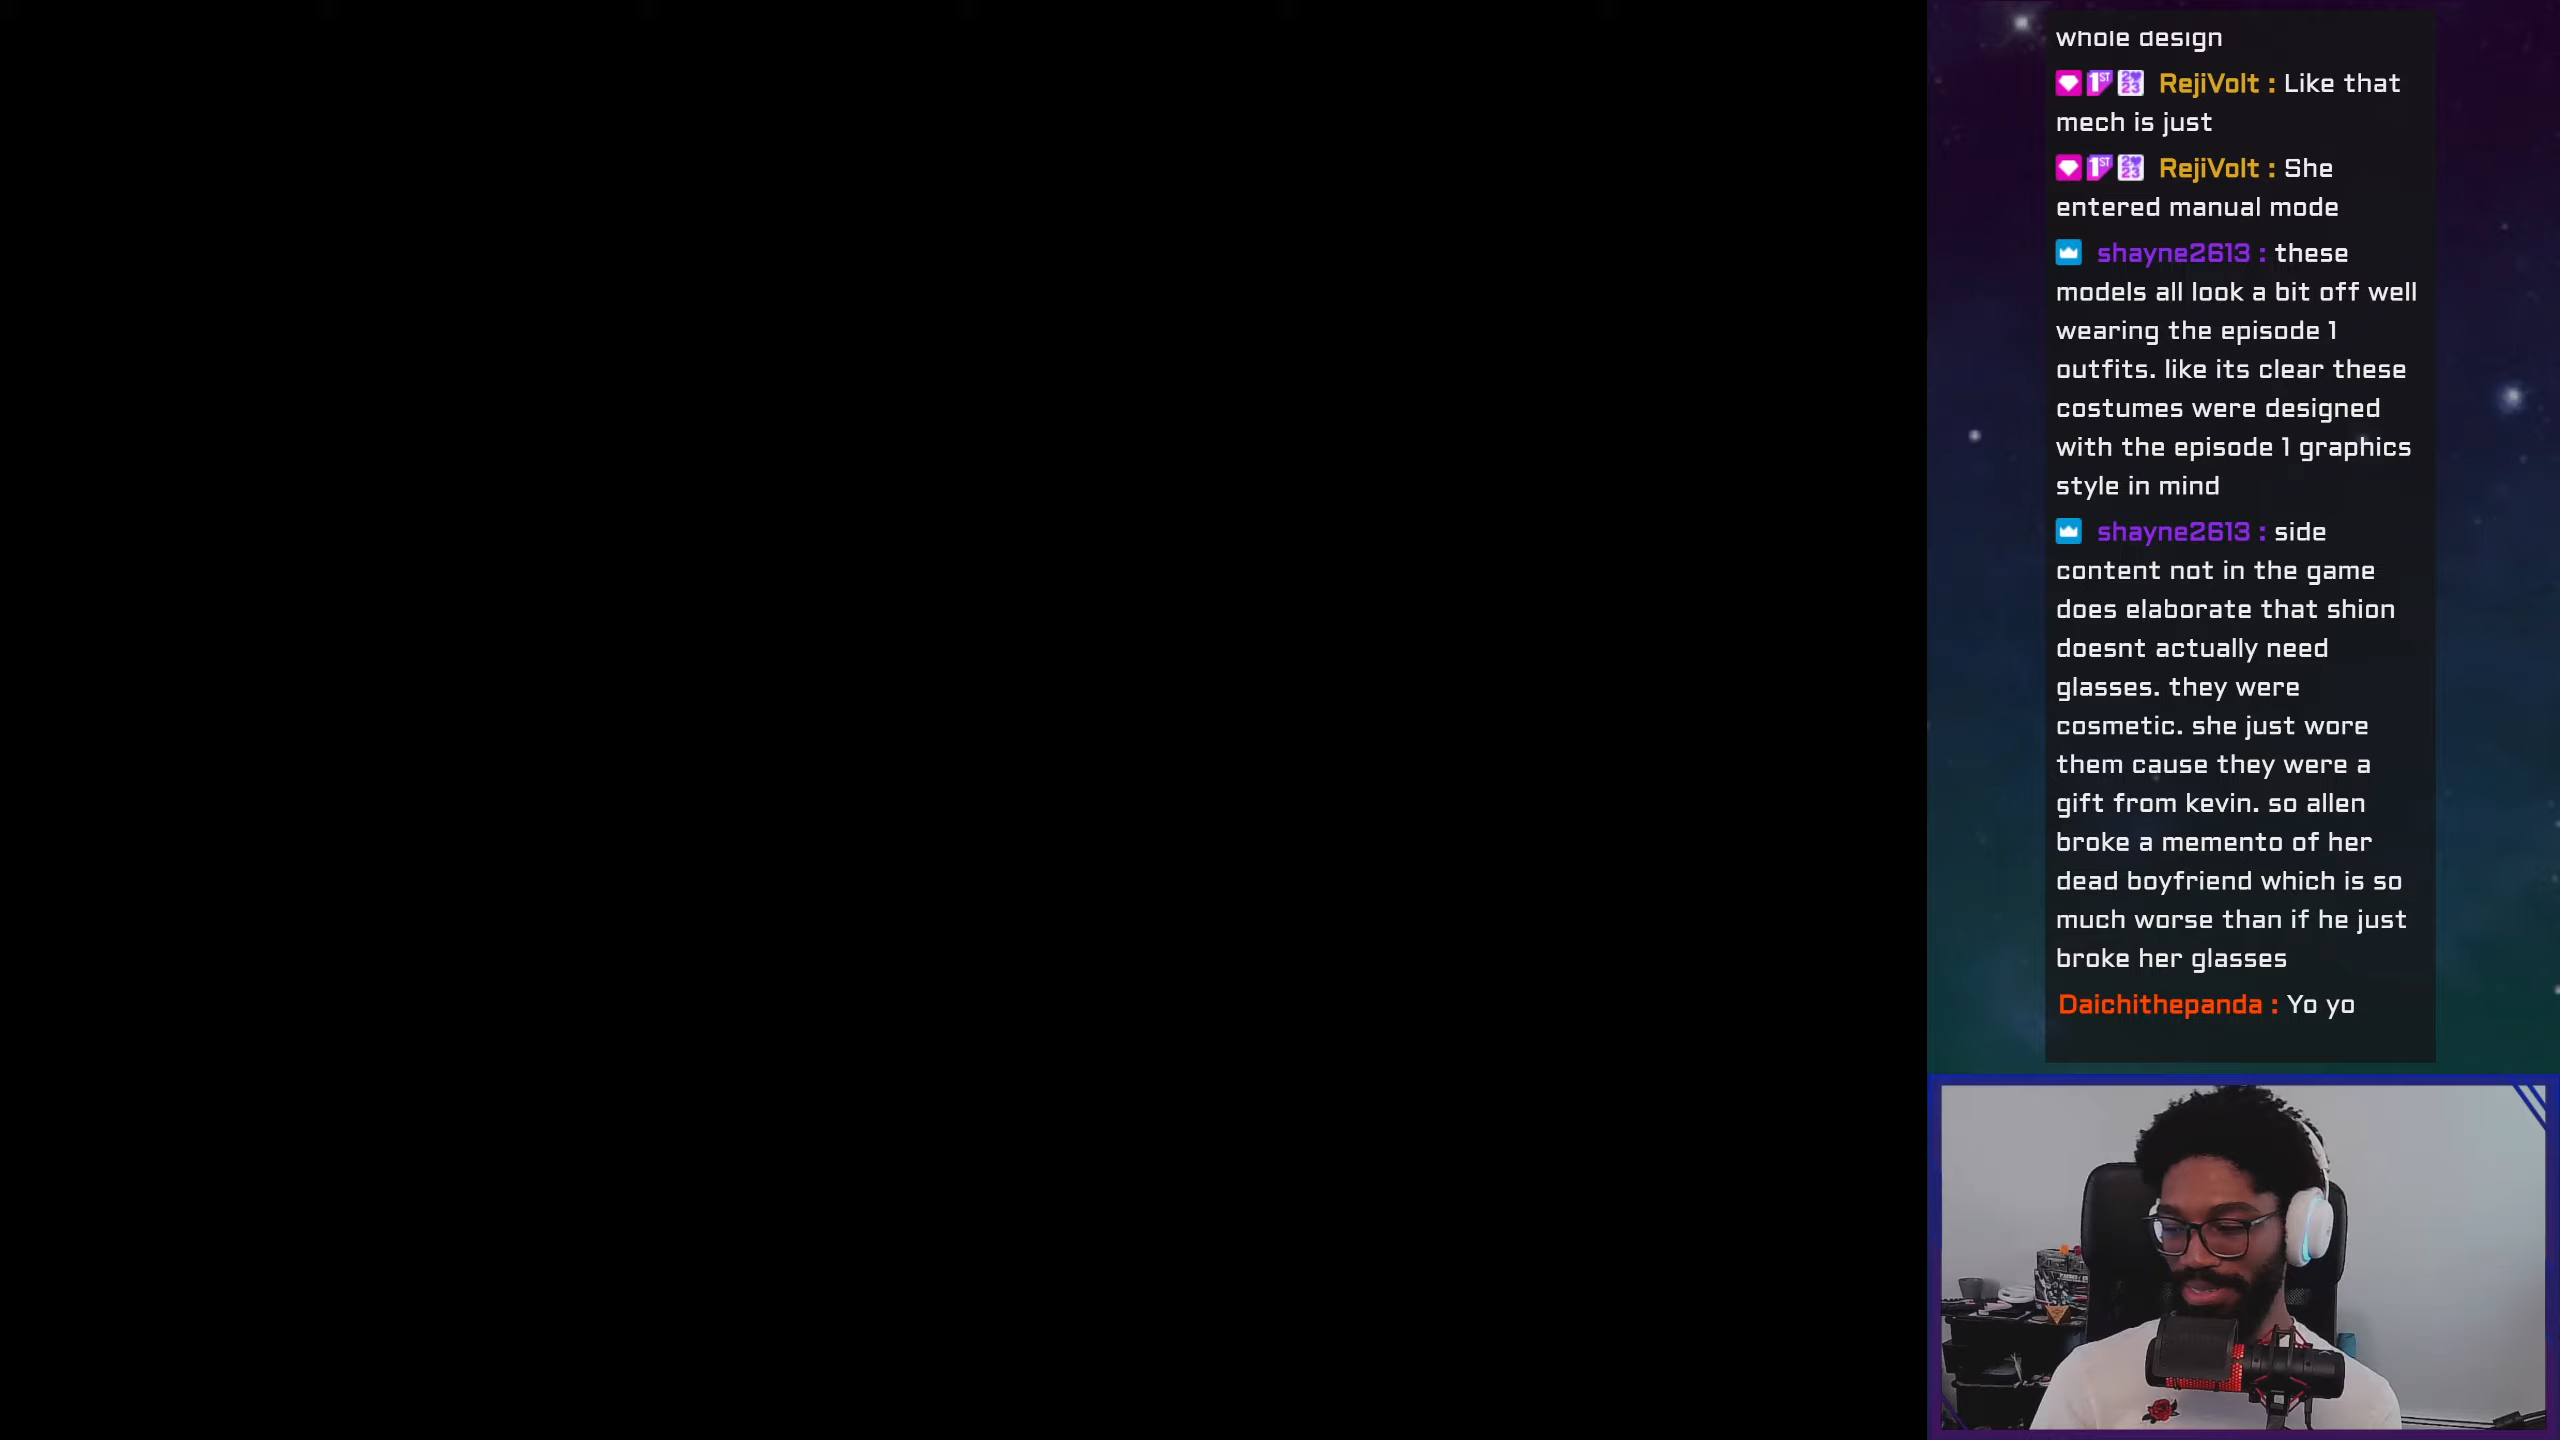 whole design
RejiVolt : Like that
mech is just
RejiVolt : She
entered manual mode
shayne2613 : these
models all look a bit off well
wearing the episode 1
outfits. like its clear these
costumes were designed
with the episode 1 graphics
style in mind
shayne2613 : side
content not in the game
does elaborate that shion
doesnt actually need
glasses. they were
cosmetic. she just wore
them cause they were a
gift from kevin. so allen
broke a memento of her
dead boyfriend which is so
much worse than if he just
broke her glasses
Daichithepanda : Yo yo